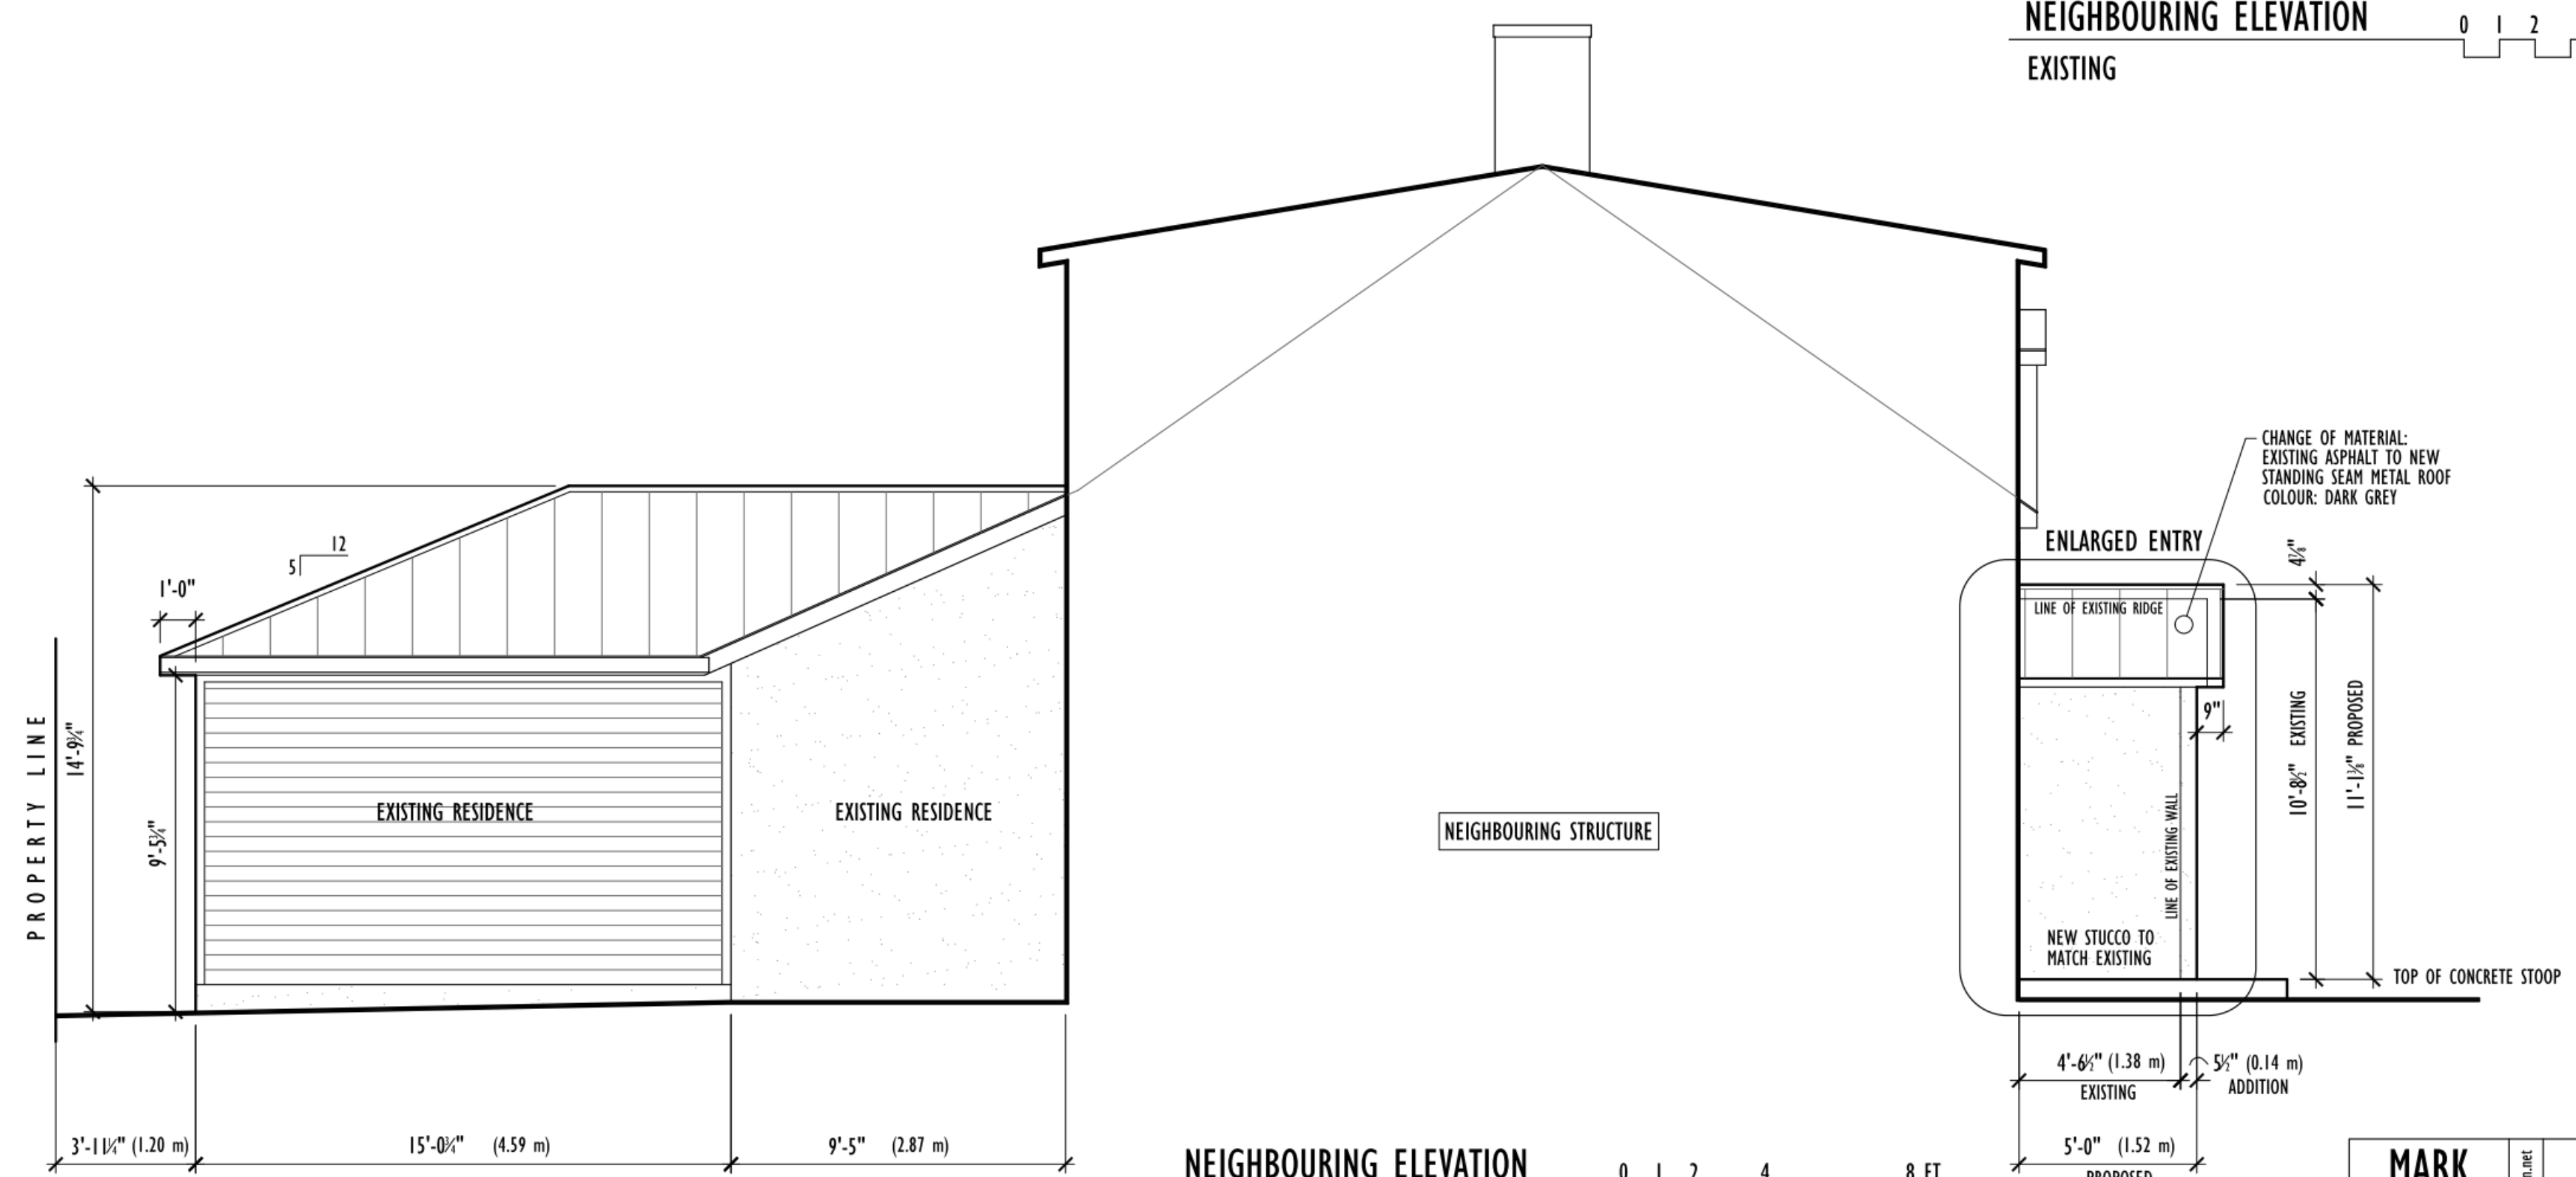 NEIGHBOURING ELEVATION
0 1 2
EXISTING
CHANGE OF MATERIAL:
EXISTING ASPHALT TO NEW
STANDING SEAM METAL ROOF
COLOUR: DARK GREY
12
5
1'-0"
ENLARGED ENTRY
4⅞"
LINE OF EXISTING RIDGE
9"
PROPERTY LINE
14'-9¾"
9'-5¾"
EXISTING RESIDENCE
EXISTING RESIDENCE
NEIGHBOURING STRUCTURE
LINE OF EXISTING WALL
10'-8½" EXISTING
11'-1⅜" PROPOSED
NEW STUCCO TO
MATCH EXISTING
TOP OF CONCRETE STOOP
4'-6½" (1.38 m)
EXISTING
5½" (0.14 m)
ADDITION
3'-11¼" (1.20 m)
15'-0¾" (4.59 m)
9'-5" (2.87 m)
5'-0" (1.52 m)
PROPOSED
NEIGHBOURING ELEVATION
0 1 2 4 8 FT
MARK
n.net